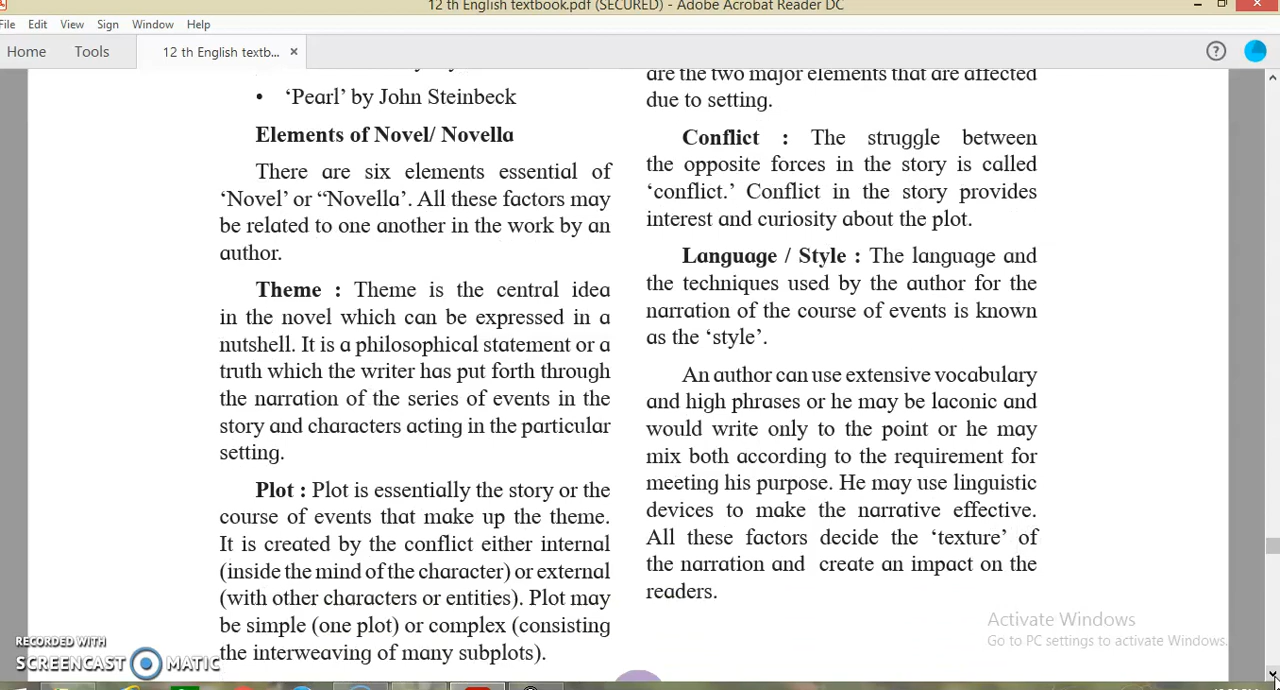 12 th English textbook.pdf (SECURED) - Adobe Acrobat Reader DC
File Edit View Sign Window Help
Home Tools 12 th English textb... ×
• ‘Pearl’ by John Steinbeck
Elements of Novel/ Novella
There are six elements essential of
‘Novel’ or “Novella’. All these factors may
be related to one another in the work by an
author.
Theme : Theme is the central idea
in the novel which can be expressed in a
nutshell. It is a philosophical statement or a
truth which the writer has put forth through
the narration of the series of events in the
story and characters acting in the particular
setting.
Plot : Plot is essentially the story or the
course of events that make up the theme.
It is created by the conflict either internal
(inside the mind of the character) or external
(with other characters or entities). Plot may
be simple (one plot) or complex (consisting
the interweaving of many subplots).
are the two major elements that are affected
due to setting.
Conflict : The struggle between
the opposite forces in the story is called
‘conflict.’ Conflict in the story provides
interest and curiosity about the plot.
Language / Style : The language and
the techniques used by the author for the
narration of the course of events is known
as the ‘style’.
An author can use extensive vocabulary
and high phrases or he may be laconic and
would write only to the point or he may
mix both according to the requirement for
meeting his purpose. He may use linguistic
devices to make the narrative effective.
All these factors decide the ‘texture’ of
the narration and create an impact on the
readers.
Activate Windows
Go to PC settings to activate Windows.
RECORDED WITH
SCREENCAST MATIC